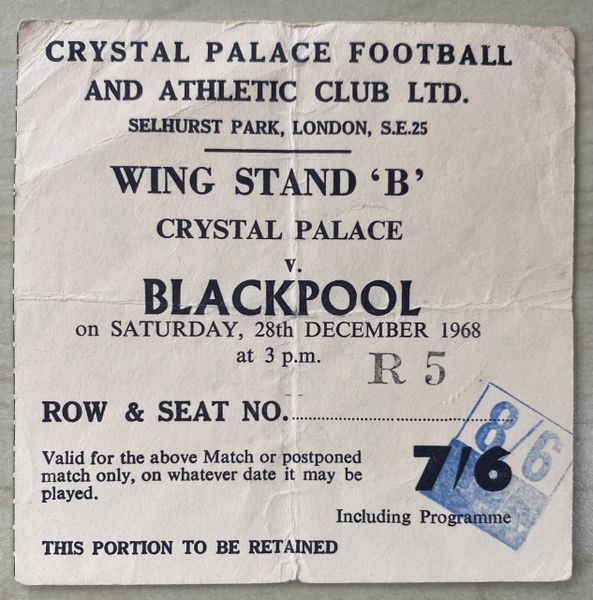 CRYSTAL PALACE FOOTBALL
AND ATHLETIC CLUB LTD.
SELHURST PARK, LONDON, S.E.25
WING STAND ‘B’
CRYSTAL PALACE
v.
BLACKPOOL
on SATURDAY, 28th DECEMBER 1968
at 3 p.m.
R 5
ROW & SEAT NO.
8/6
Valid for the above Match or postponed
match only, on whatever date it may be
played.
7/6
Including Programme
THIS PORTION TO BE RETAINED